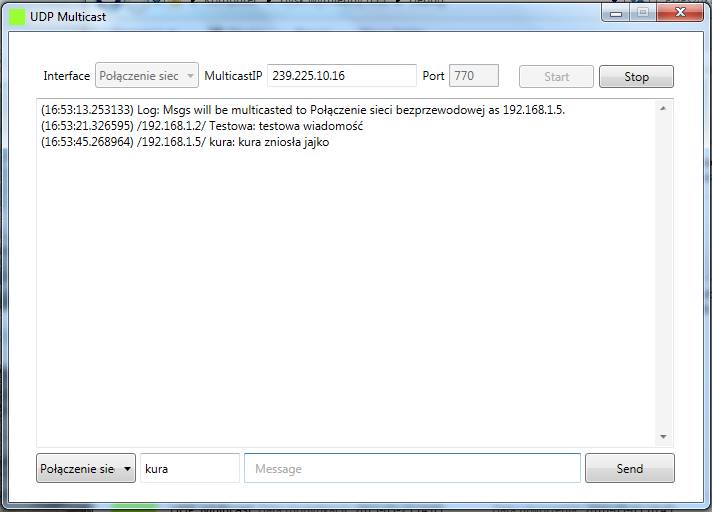 UDP Multicast
Interface Połączenie siec MulticastIP 239.225.10.16 Port 770 Start Stop
(16:53:13.253133) Log: Msgs will be multicasted to Połączenie sieci bezprzewodowej as 192.168.1.5.
(16:53:21.326595) /192.168.1.2/ Testowa: testowa wiadomość
(16:53:45.268964) /192.168.1.5/ kura: kura zniosła jajko
Połączenie sie kura Message Send